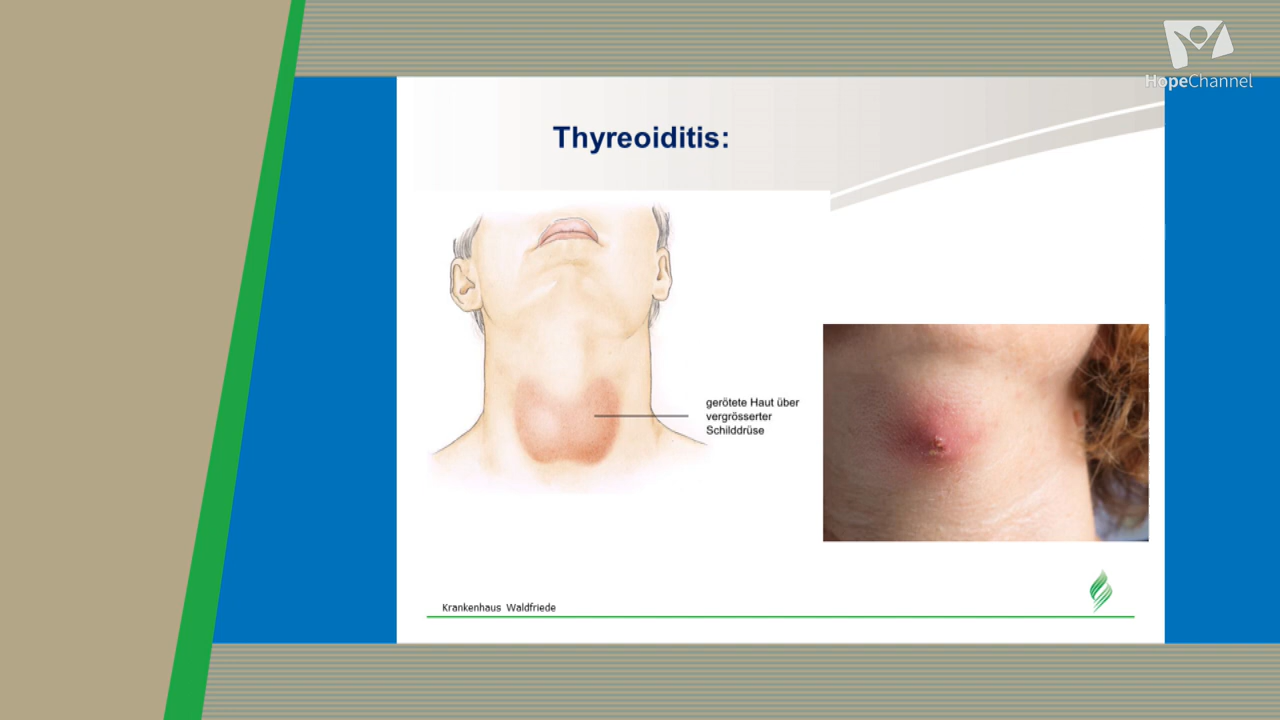 HopeChannel
Thyreoiditis:
gerötete Haut über
vergrösserter
Schilddrüse
Krankenhaus Waldfriede